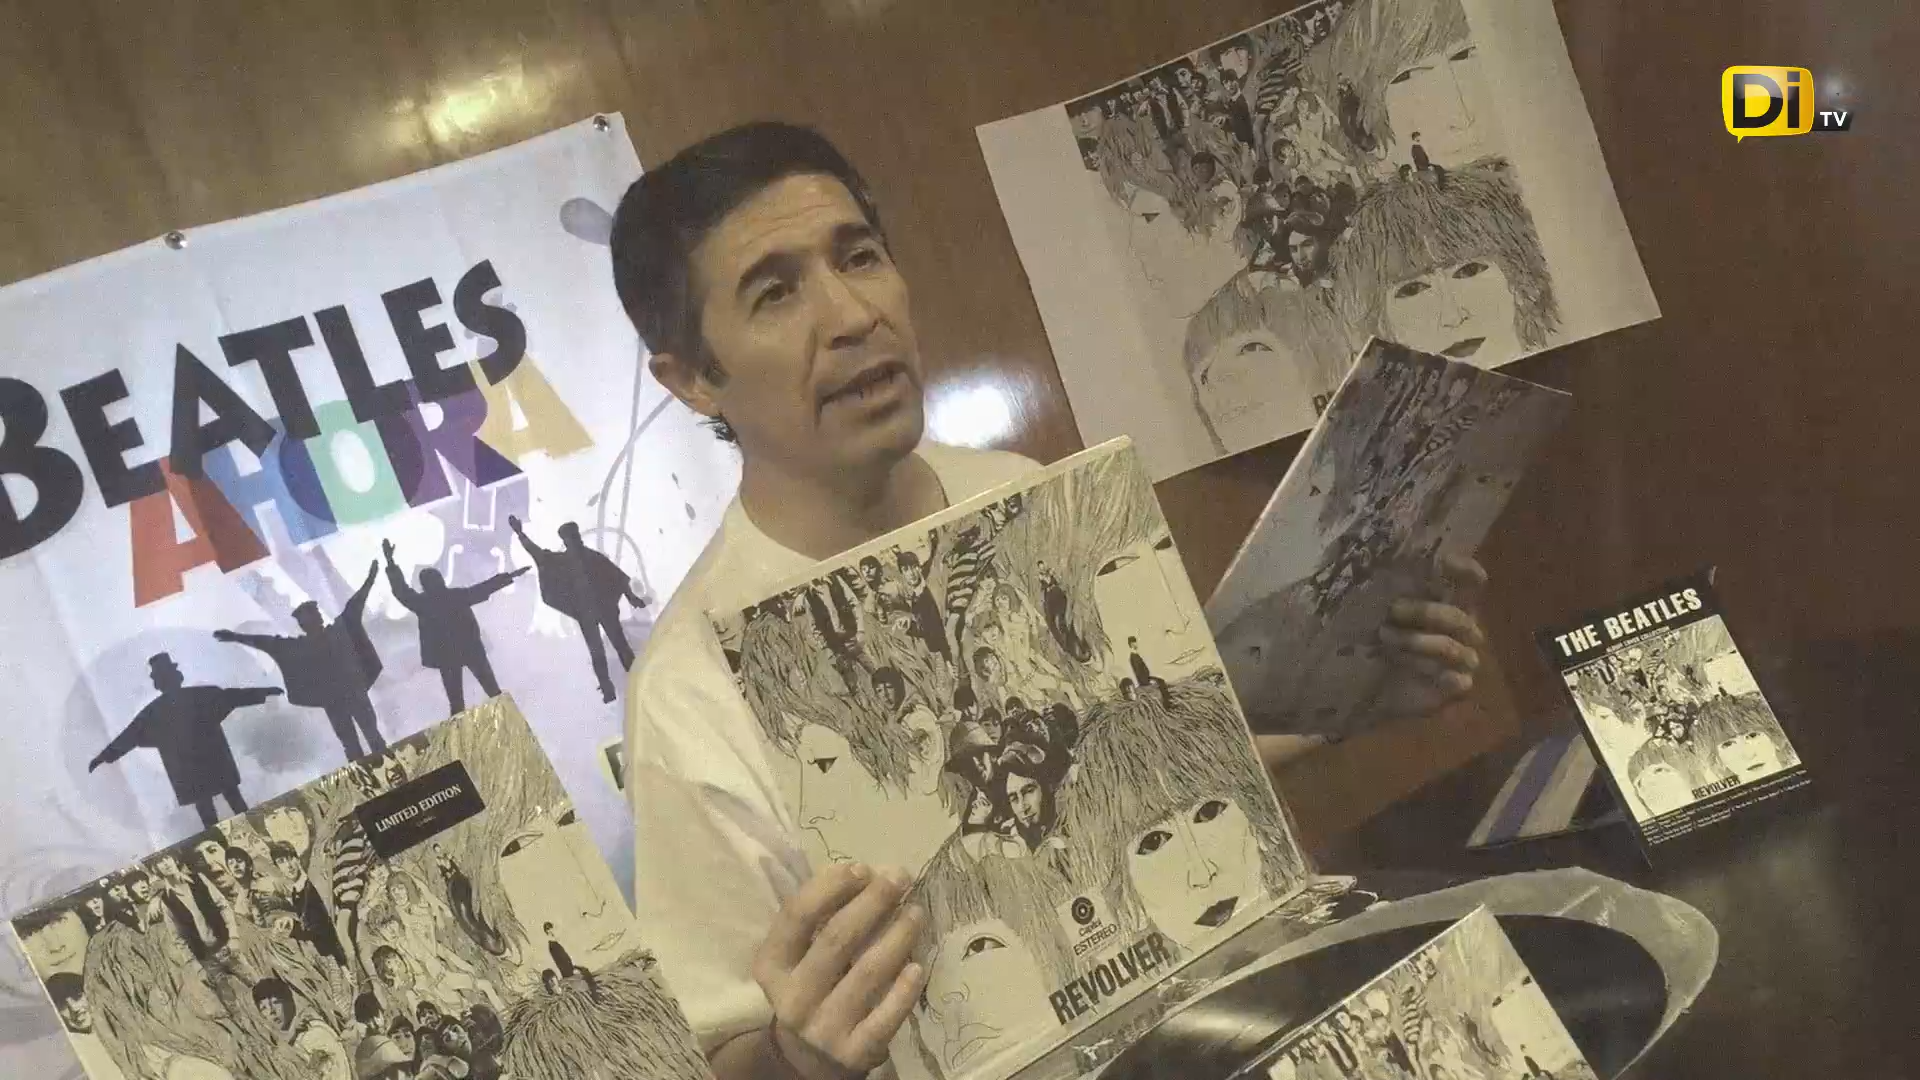 Di
TV
BEATLES
AHORA
THE BEATLES
REVOLVER
LIMITED EDITION
Capitol
ESTEREO
REVOLVER